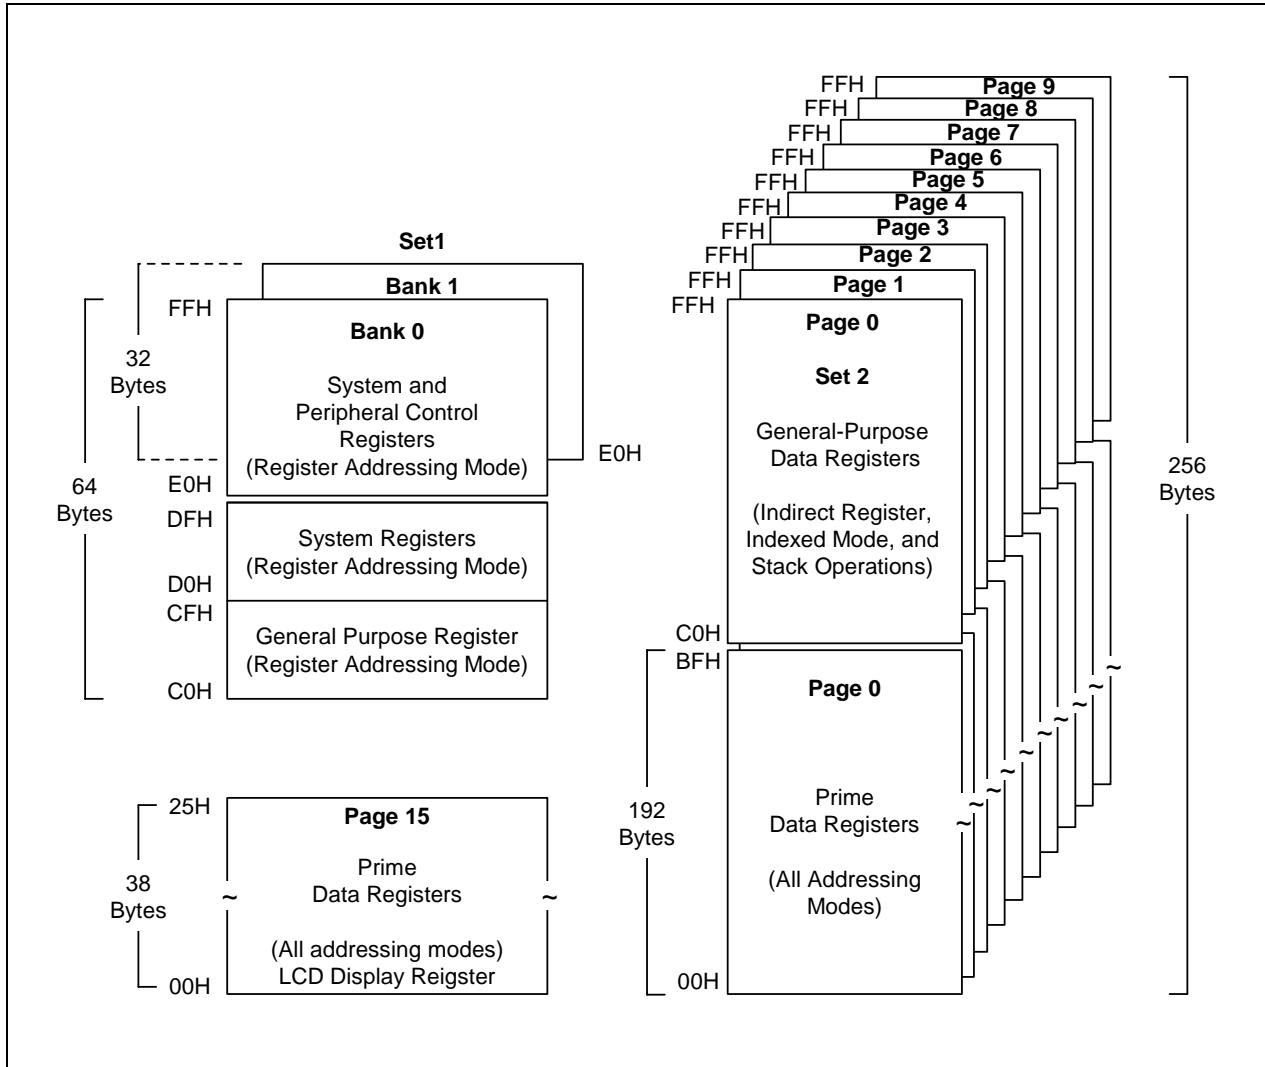 Set1
Bank 1
FFH
Bank 0
32
Bytes
System and
Peripheral Control
Registers
(Register Addressing Mode)
E0H
E0H
64
Bytes
DFH
System Registers
(Register Addressing Mode)
D0H
CFH
General Purpose Register
(Register Addressing Mode)
C0H
25H
Page 15
38
Bytes
Prime
Data Registers
~
~
(All addressing modes)
LCD Display Reigster
00H
FFH
Page 9
FFH
Page 8
FFH
Page 7
FFH
Page 6
FFH
Page 5
FFH
Page 4
FFH
Page 3
FFH
Page 2
FFH
Page 1
FFH
Page 0
Set 2
General-Purpose
Data Registers
(Indirect Register,
Indexed Mode, and
Stack Operations)
C0H
BFH
Page 0
192
Bytes
Prime
Data Registers
(All Addressing
Modes)
00H
~
~
~
~
~
~
~
~
~
~
256
Bytes